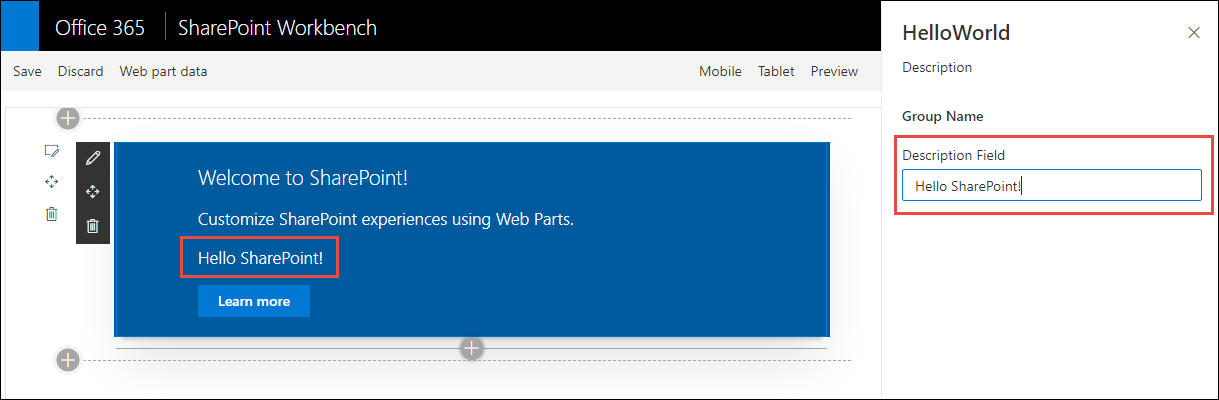 Office 365 SharePoint Workbench
Save Discard Web part data Mobile Tablet Preview
Welcome to SharePoint!
Customize SharePoint experiences using Web Parts.
Hello SharePoint!
Learn more
HelloWorld
Description
Group Name
Description Field
Hello SharePoint!